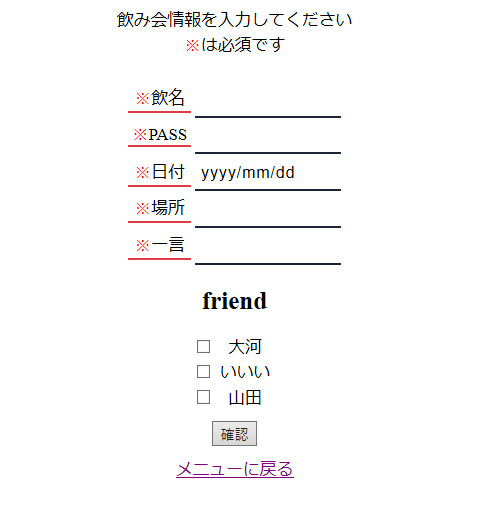 飲み会情報を入力してください
※は必須です
※飲名
※PASS
※日付 yyyy/mm/dd
※場所
※一言
friend
大河
いいい
山田
確認
メニューに戻る